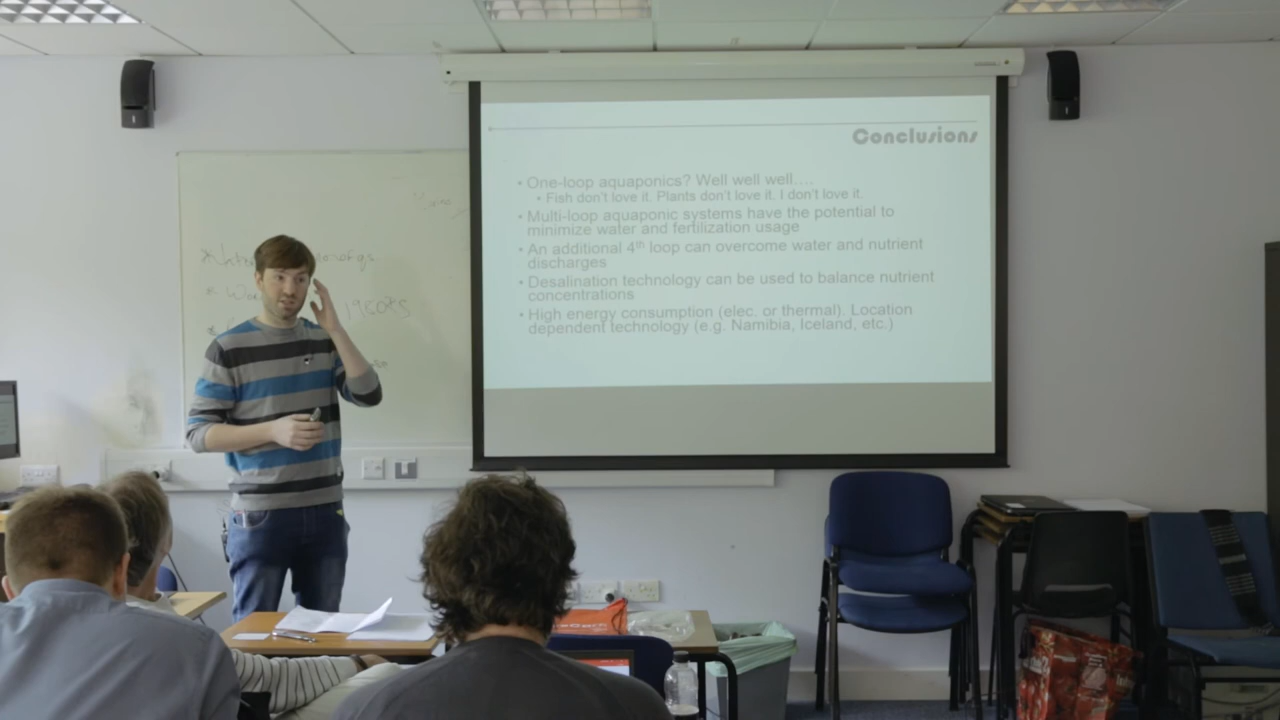 Conclusions
• One-loop aquaponics? Well well well….
• Fish don't love it. Plants don't love it. I don't love it.
• Multi-loop aquaponic systems have the potential to
minimize water and fertilization usage
• An additional 4th loop can overcome water and nutrient
discharges
• Desalination technology can be used to balance nutrient
concentrations
• High energy consumption (elec. or thermal). Location
dependent technology (e.g. Namibia, Iceland, etc.)